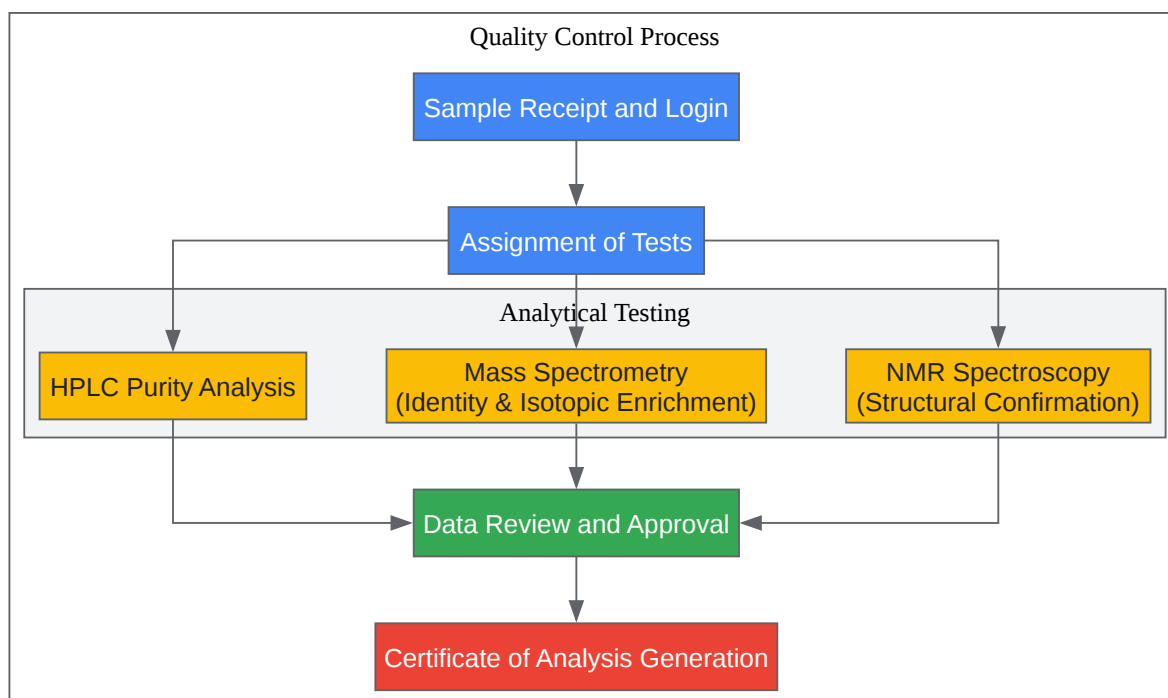 Quality Control Process
Sample Receipt and Login
Assignment of Tests
Analytical Testing
HPLC Purity Analysis
Mass Spectrometry
(Identity & Isotopic Enrichment)
NMR Spectroscopy
(Structural Confirmation)
Data Review and Approval
Certificate of Analysis Generation